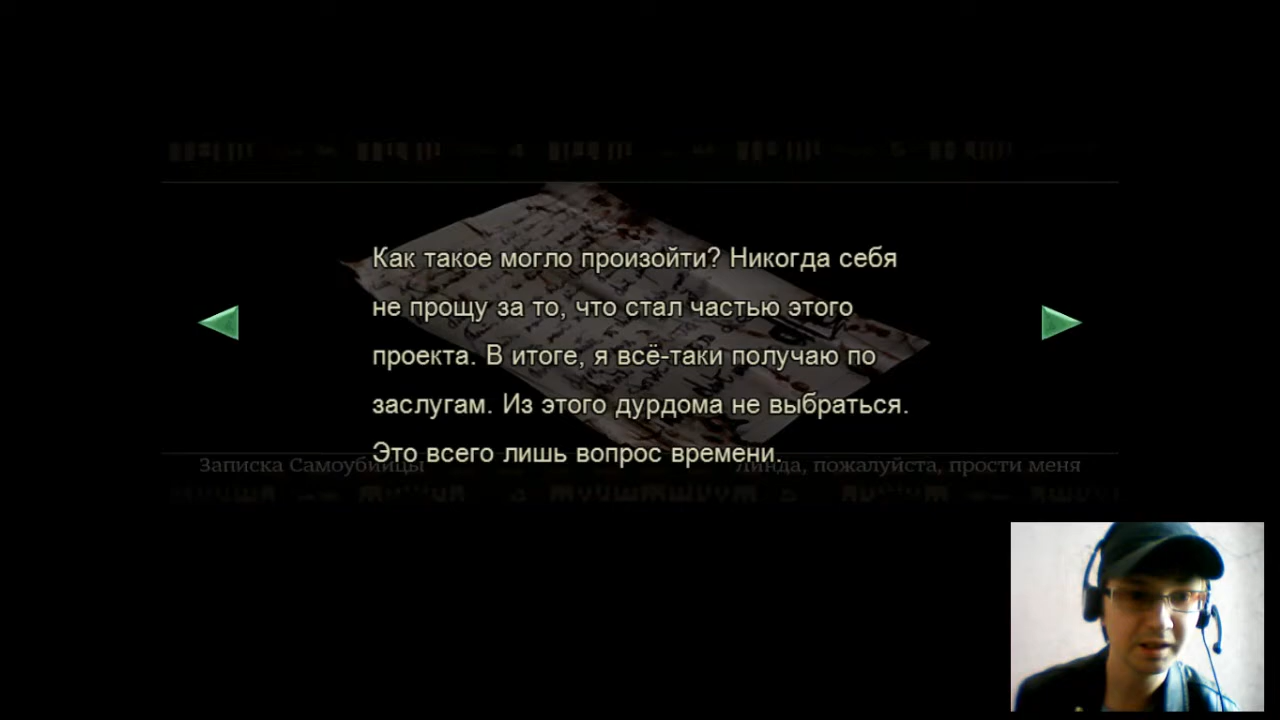 Как такое могло произойти? Никогда себя
не прощу за то, что стал частью этого
проекта. В итоге, я всё-таки получаю по
заслугам. Из этого дурдома не выбраться.
Это всего лишь вопрос времени.
Записка Самоубийцы
Линда, пожалуйста, прости меня